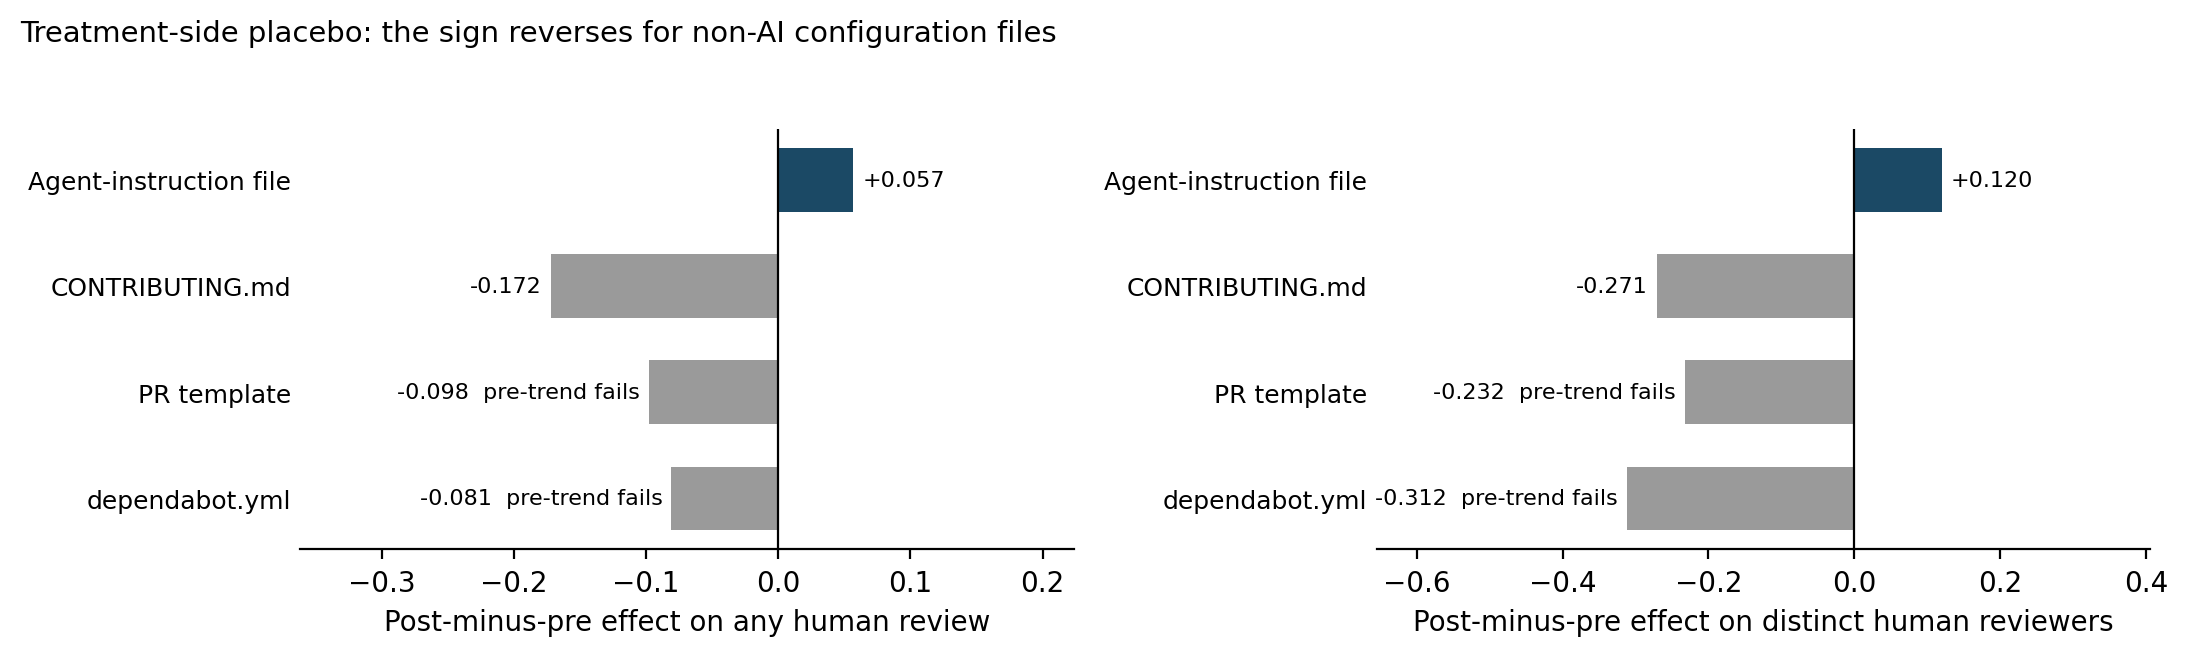 Treatment-side placebo: the sign reverses for non-AI configuration files
Agent-instruction file
+0.057
CONTRIBUTING.md
-0.172
PR template
-0.098  pre-trend fails
dependabot.yml
-0.081  pre-trend fails
−0.3 −0.2 −0.1 0.0 0.1 0.2
Post-minus-pre effect on any human review
Agent-instruction file
+0.120
CONTRIBUTING.md
-0.271
PR template
-0.232  pre-trend fails
dependabot.yml
-0.312  pre-trend fails
−0.6 −0.4 −0.2 0.0 0.2 0.4
Post-minus-pre effect on distinct human reviewers